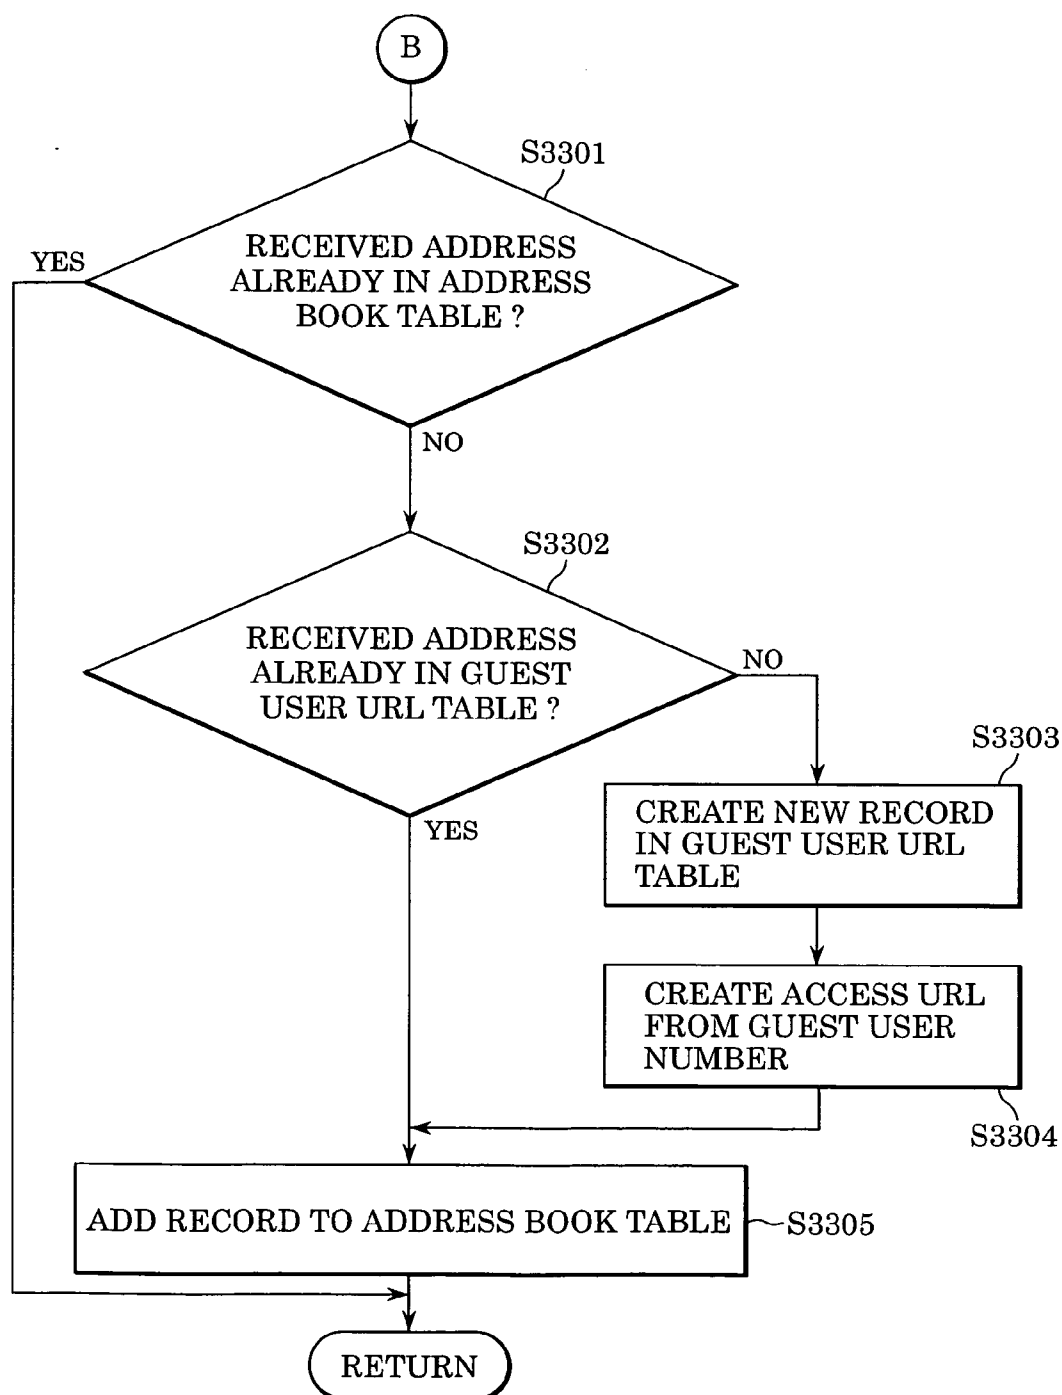 B
S3301
RECEIVED ADDRESS
ALREADY IN ADDRESS
BOOK TABLE ?
YES
NO
S3302
RECEIVED ADDRESS
ALREADY IN GUEST
USER URL TABLE ?
NO
YES
S3303
CREATE NEW RECORD
IN GUEST USER URL
TABLE
CREATE ACCESS URL
FROM GUEST USER
NUMBER
S3304
ADD RECORD TO ADDRESS BOOK TABLE
S3305
RETURN